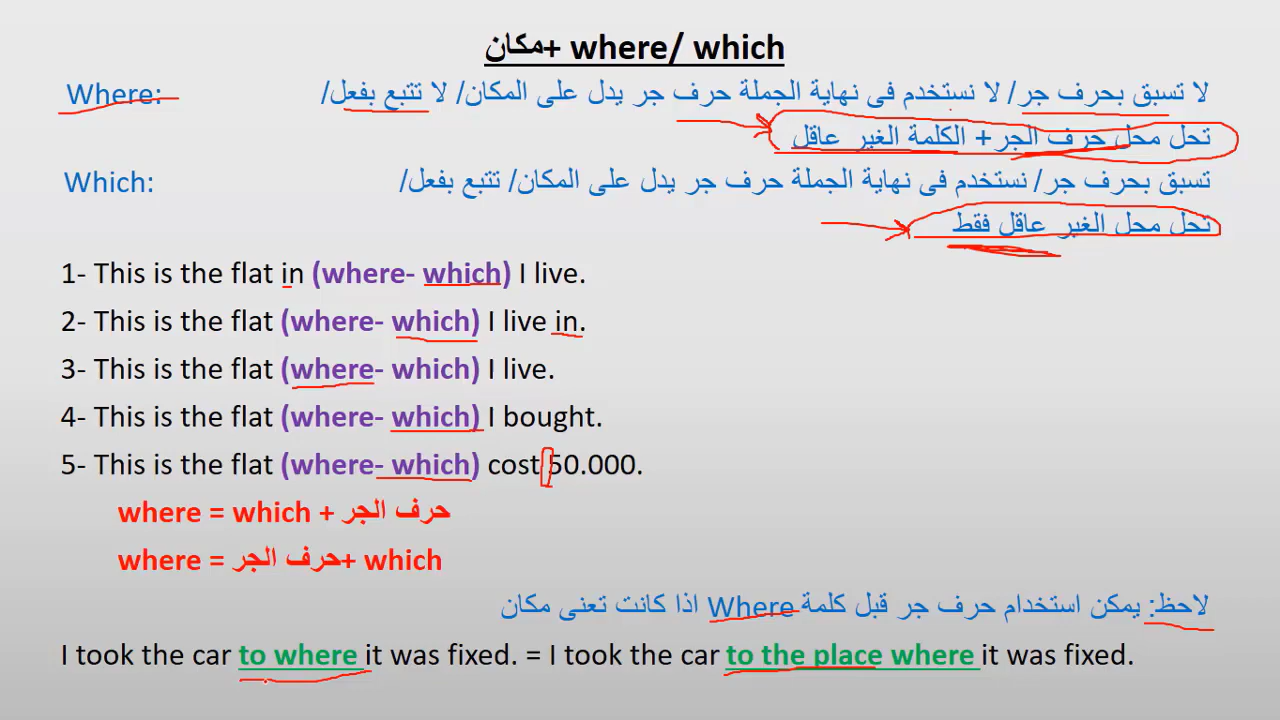 مكان+ where/ which
Where: لا تسبق بحرف جر/ لا نستخدم فى نهاية الجملة حرف جر يدل على المكان/ لا تتبع بفعل/
تحل محل حرف الجر+ الكلمة الغير عاقل
Which: تسبق بحرف جر/ نستخدم فى نهاية الجملة حرف جر يدل على المكان/ تتبع بفعل/
تحل محل الغير عاقل فقط
1- This is the flat in (where- which) I live.
2- This is the flat (where- which) I live in.
3- This is the flat (where- which) I live.
4- This is the flat (where- which) I bought.
5- This is the flat (where- which) cost 50.000.
where = which + حرف الجر
where = حرف الجر+ which
لاحظ: يمكن استخدام حرف جر قبل كلمة Where اذا كانت تعنى مكان
I took the car to where it was fixed. = I took the car to the place where it was fixed.